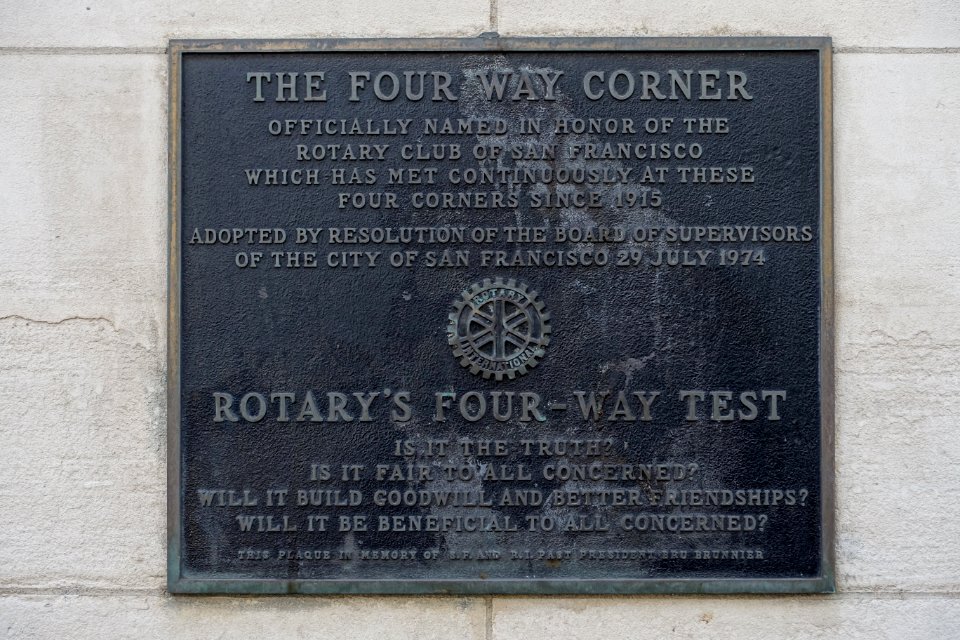 THE FOUR WAY CORNER
OFFICIALLY NAMED IN HONOR OF THE
ROTARY CLUB OF SAN FRANCISCO
WHICH HAS MET CONTINUOUSLY AT THESE
FOUR CORNERS SINCE 1915
ADOPTED BY RESOLUTION OF THE BOARD OF SUPERVISORS
OF THE CITY OF SAN FRANCISCO 29 JULY 1974
ROTARY
INTERNATIONAL
ROTARY'S FOUR-WAY TEST
IS IT THE TRUTH?
IS IT FAIR TO ALL CONCERNED?
WILL IT BUILD GOODWILL AND BETTER FRIENDSHIPS?
WILL IT BE BENEFICIAL TO ALL CONCERNED?
THIS PLAQUE IN MEMORY OF S.F. AND R.I. PAST PRESIDENT BRU BRUNNIER